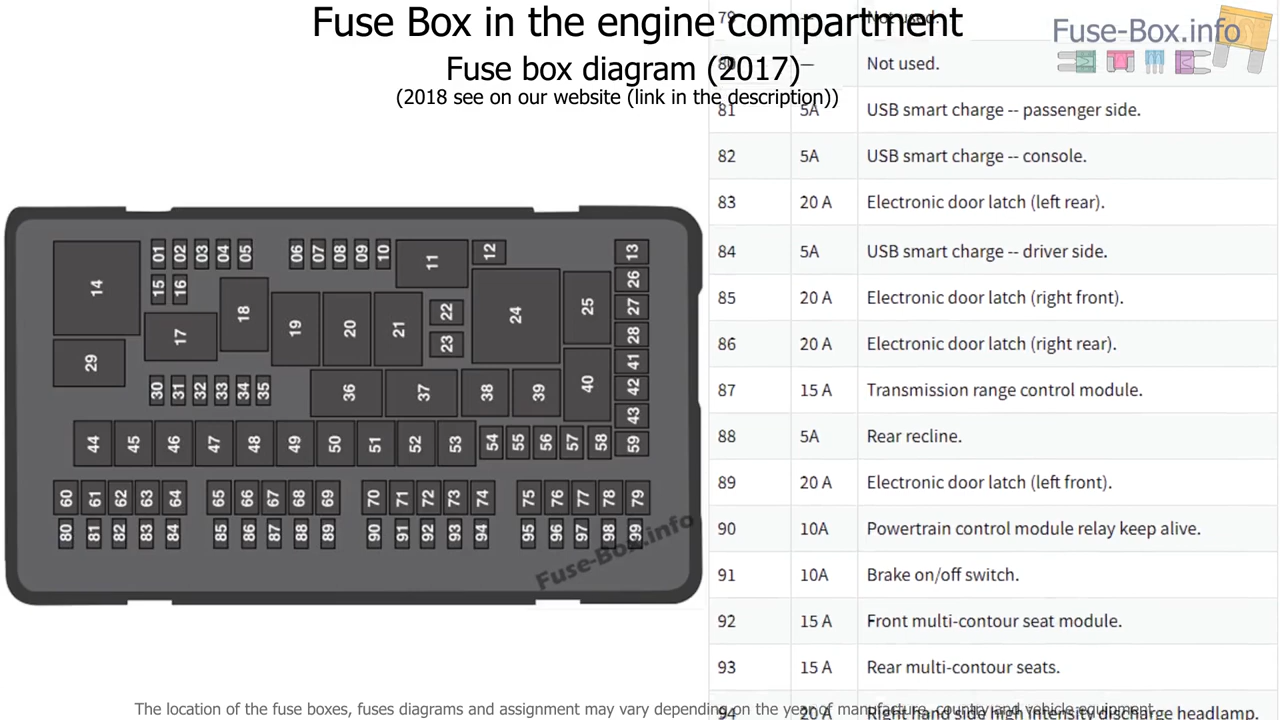 Fuse Box in the engine compartment
Fuse box diagram (2017)
(2018 see on our website (link in the description))
Fuse-Box.info
79 — Not used.
80 — Not used.
81 5A USB smart charge -- passenger side.
82 5A USB smart charge -- console.
83 20 A Electronic door latch (left rear).
84 5A USB smart charge -- driver side.
85 20 A Electronic door latch (right front).
86 20 A Electronic door latch (right rear).
87 15 A Transmission range control module.
88 5A Rear recline.
89 20 A Electronic door latch (left front).
90 10A Powertrain control module relay keep alive.
91 10A Brake on/off switch.
92 15 A Front multi-contour seat module.
93 15 A Rear multi-contour seats.
94 20 A Right hand side high intensity discharge headlamp.
14 01 02 03 04 05 06 07 08 09 10 11 12 13
15 16 17 18 19 20 21 22 23 24 25 26 27 28
29 30 31 32 33 34 35 36 37 38 39 40 41 42 43
44 45 46 47 48 49 50 51 52 53 54 55 56 57 58 59
60 61 62 63 64 65 66 67 68 69 70 71 72 73 74 75 76 77 78 79
80 81 82 83 84 85 86 87 88 89 90 91 92 93 94 95 96 97 98 99
Fuse-Box.info
The location of the fuse boxes, fuses diagrams and assignment may vary depending on the year of manufacture, country and vehicle equipment